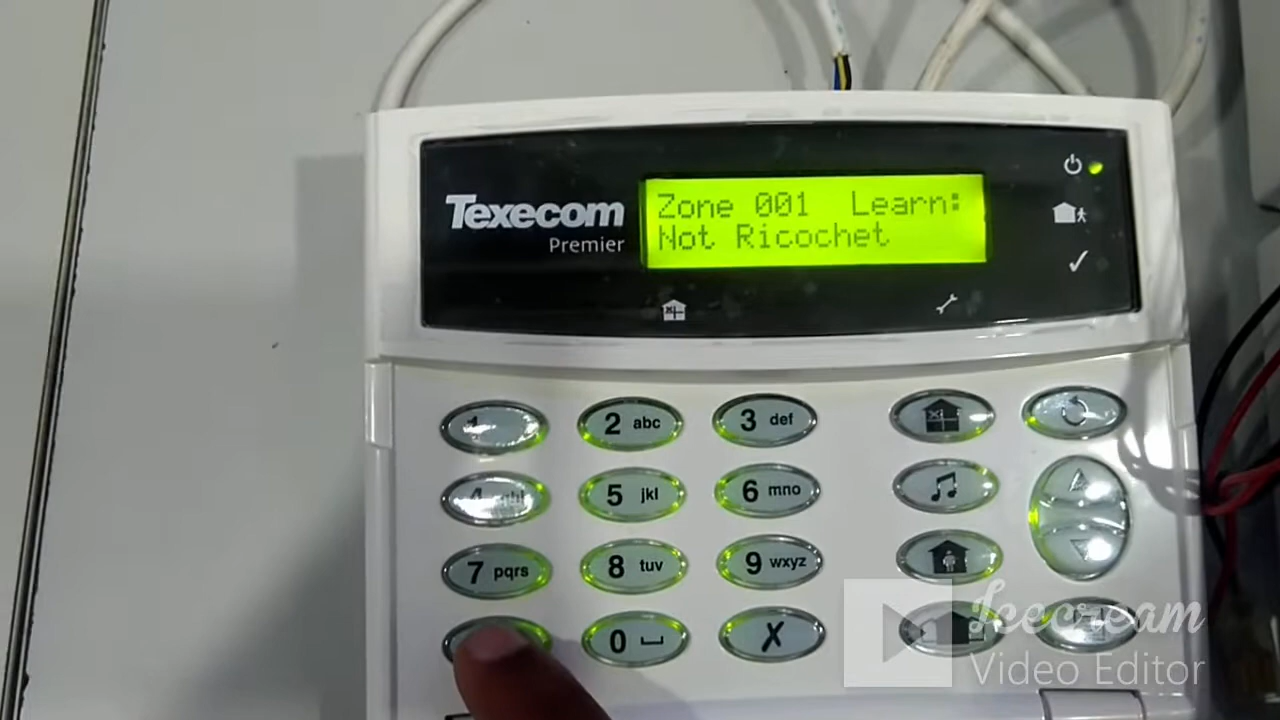 Texecom
Premier
Zone 001 Learn:
Not Ricochet
2 abc
3 def
5 jkl
6 mno
7 pqrs
8 tuv
9 wxyz
0
X
Icecream
Video Editor